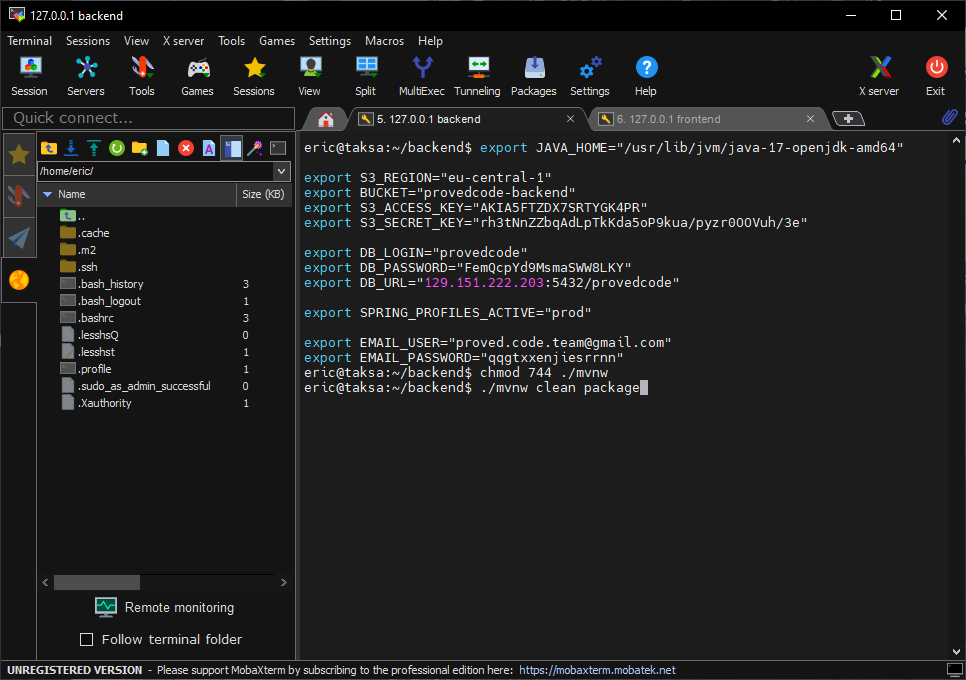 127.0.0.1 backend
Terminal Sessions View X server Tools Games Settings Macros Help
Session Servers Tools Games Sessions View Split MultiExec Tunneling Packages Settings Help X server Exit
Quick connect...
5. 127.0.0.1 backend
6. 127.0.0.1 frontend
/home/eric/
Name Size (KB)
..
.cache
.m2
.ssh
.bash_history 3
.bash_logout 1
.bashrc 3
.lesshsQ 0
.lesshst 1
.profile 1
.sudo_as_admin_successful 0
.Xauthority 1
Remote monitoring
Follow terminal folder
eric@taksa:~/backend$ export JAVA_HOME="/usr/lib/jvm/java-17-openjdk-amd64"
export S3_REGION="eu-central-1"
export BUCKET="provedcode-backend"
export S3_ACCESS_KEY="AKIA5FTZDX7SRTYGK4PR"
export S3_SECRET_KEY="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"
export DB_LOGIN="provedcode"
export DB_PASSWORD="FemQcpYd9MsmaSWW8LKY"
export DB_URL="129.151.222.203:5432/provedcode"
export SPRING_PROFILES_ACTIVE="prod"
export EMAIL_USER="proved.code.team@gmail.com"
export EMAIL_PASSWORD="qqgtxxenjiesrrnn"
eric@taksa:~/backend$ chmod 744 ./mvnw
eric@taksa:~/backend$ ./mvnw clean package
UNREGISTERED VERSION - Please support MobaXterm by subscribing to the professional edition here: https://mobaxterm.mobatek.net